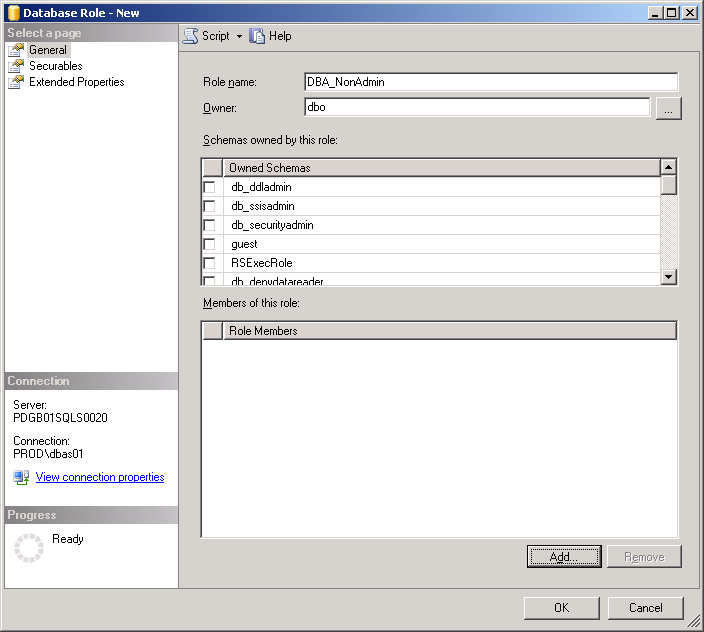 Database Role - New
Select a page
General
Securables
Extended Properties
Script
Help
Role name:
DBA_NonAdmin
Owner:
dbo
...
Schemas owned by this role:
Owned Schemas
db_ddladmin
db_ssisadmin
db_securityadmin
guest
RSExecRole
db_denydatareader
Members of this role:
Role Members
Connection
Server:
PDGB01SQLS0020
Connection:
PROD\dbas01
View connection properties
Progress
Ready
Add...
Remove
OK
Cancel